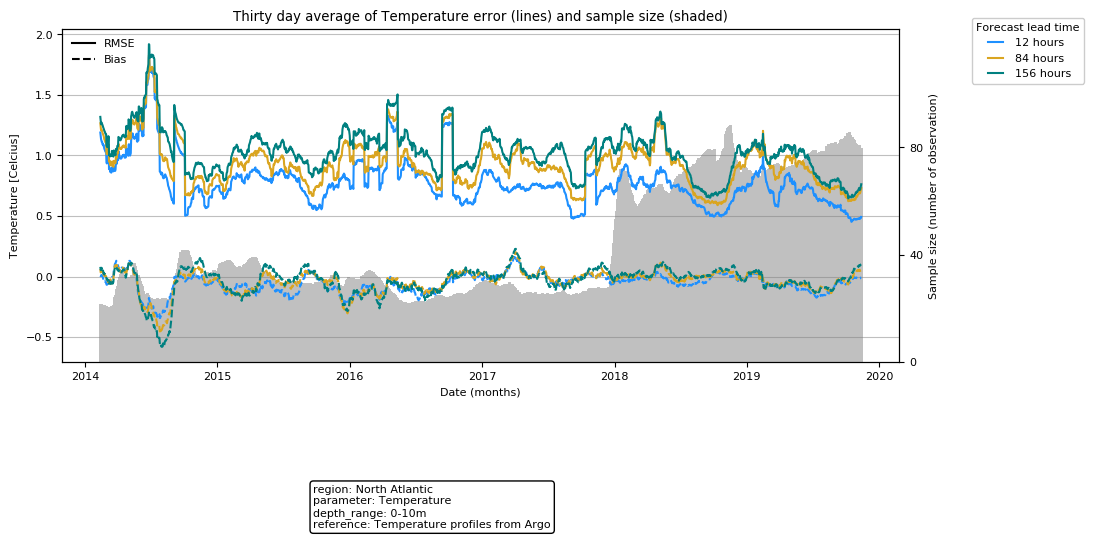 Thirty day average of Temperature error (lines) and sample size (shaded)
RMSE
Bias
Forecast lead time
12 hours
84 hours
156 hours
Temperature [Celcius]
2.0
1.5
1.0
0.5
0.0
−0.5
Sample size (number of observation)
80
40
0
2014 2015 2016 2017 2018 2019 2020
Date (months)
region: North Atlantic
parameter: Temperature
depth_range: 0-10m
reference: Temperature profiles from Argo